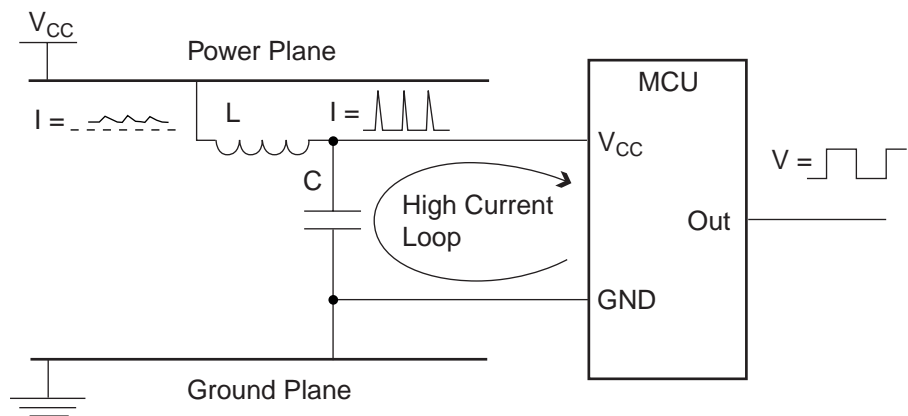 VCC
Power Plane
MCU
I =
L
I =
VCC
V =
C
High Current
Loop
Out
GND
Ground Plane